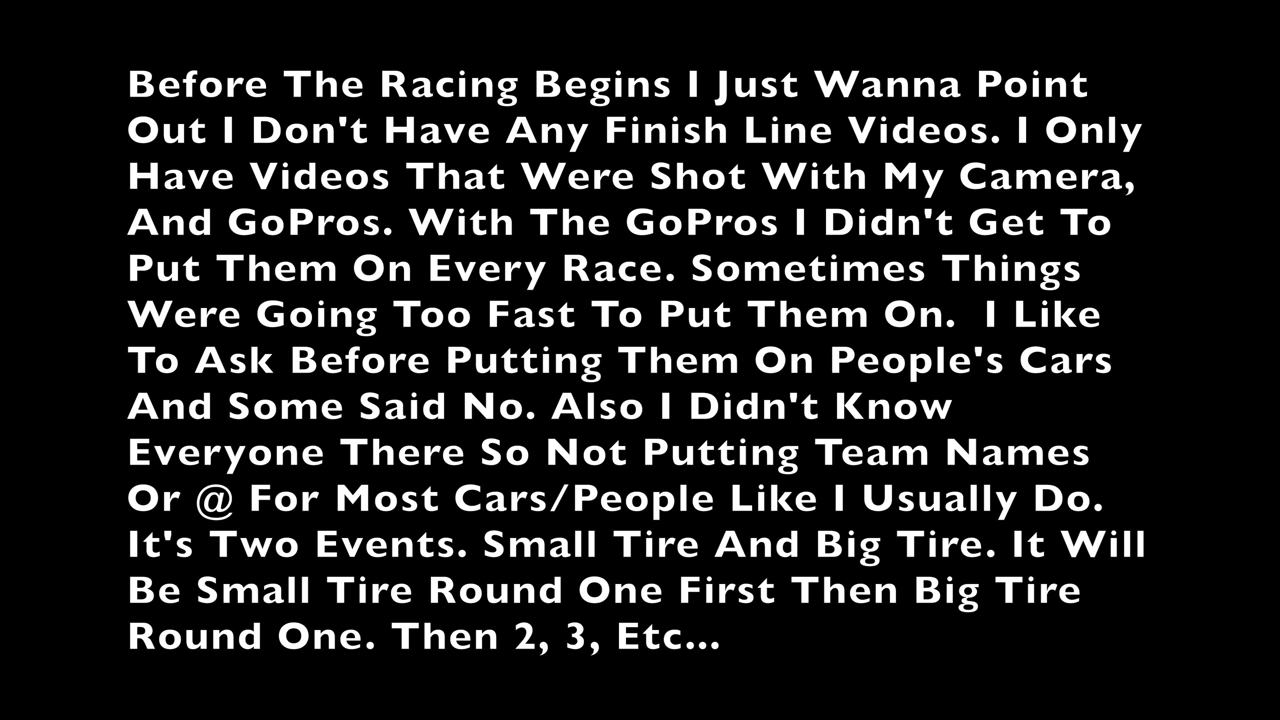 Before The Racing Begins I Just Wanna Point
Out I Don't Have Any Finish Line Videos. I Only
Have Videos That Were Shot With My Camera,
And GoPros. With The GoPros I Didn't Get To
Put Them On Every Race. Sometimes Things
Were Going Too Fast To Put Them On.  I Like
To Ask Before Putting Them On People's Cars
And Some Said No. Also I Didn't Know
Everyone There So Not Putting Team Names
Or @ For Most Cars/People Like I Usually Do.
It's Two Events. Small Tire And Big Tire. It Will
Be Small Tire Round One First Then Big Tire
Round One. Then 2, 3, Etc...